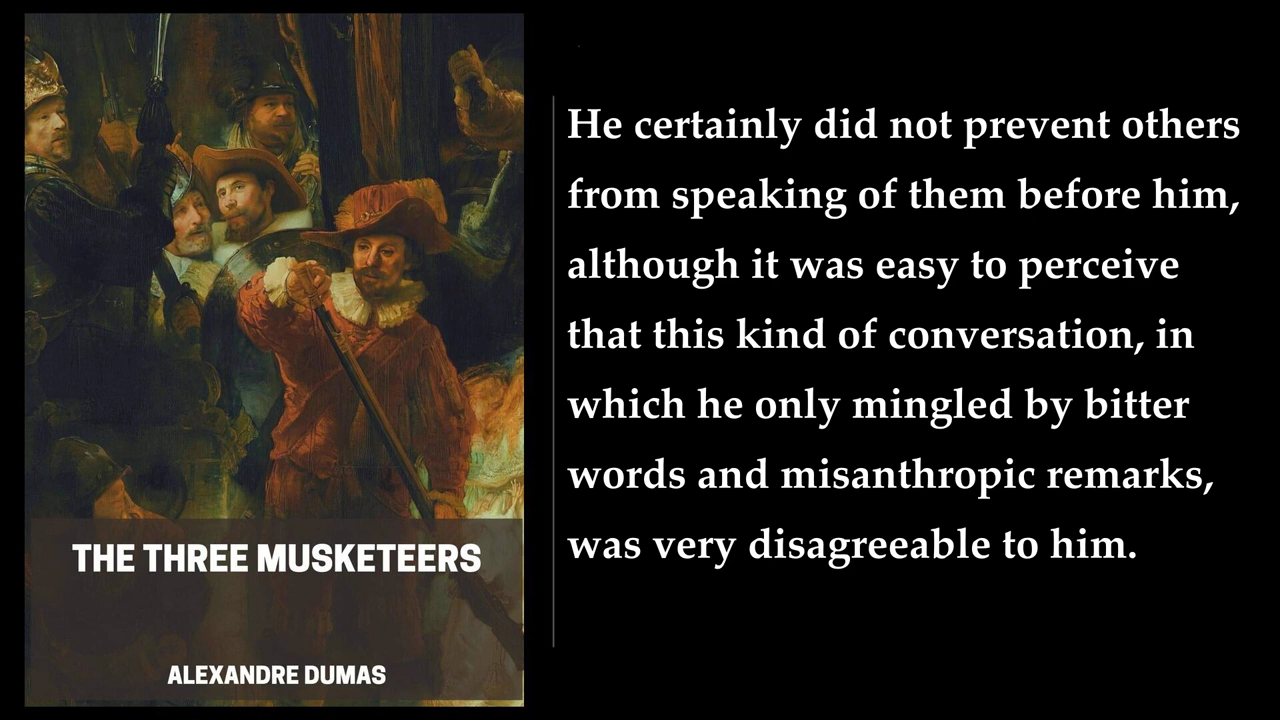 THE THREE MUSKETEERS
ALEXANDRE DUMAS
He certainly did not prevent others
from speaking of them before him,
although it was easy to perceive
that this kind of conversation, in
which he only mingled by bitter
words and misanthropic remarks,
was very disagreeable to him.